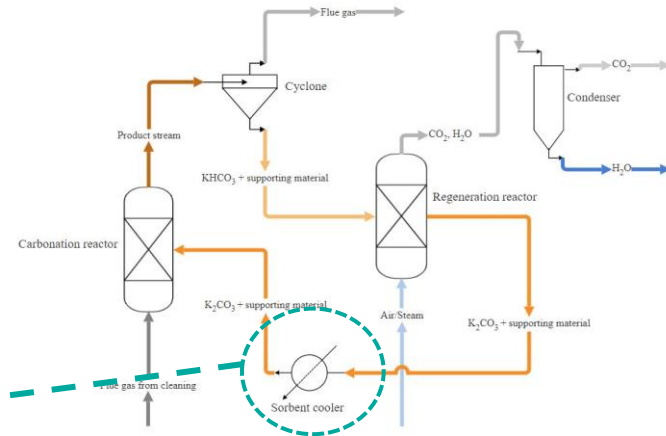 Flue gas
Cyclone
CO₂
Condenser
Product stream
CO₂, H₂O
H₂O
KHCO₃ + supporting material
Regeneration reactor
Carbonation reactor
K₂CO₃ + supporting material
Air/Steam
K₂CO₃ + supporting material
Flue gas from cleaning
Sorbent cooler